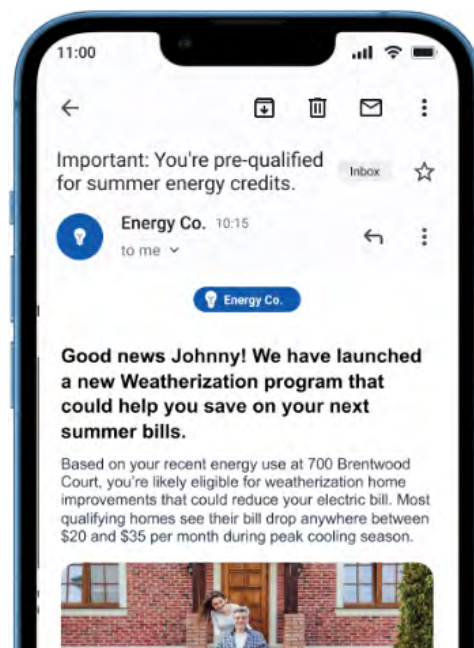 11:00
Important: You're pre-qualified
for summer energy credits.
Inbox
Energy Co. 10:15
to me
Energy Co.
Good news Johnny! We have launched
a new Weatherization program that
could help you save on your next
summer bills.
Based on your recent energy use at 700 Brentwood
Court, you're likely eligible for weatherization home
improvements that could reduce your electric bill. Most
qualifying homes see their bill drop anywhere between
$20 and $35 per month during peak cooling season.